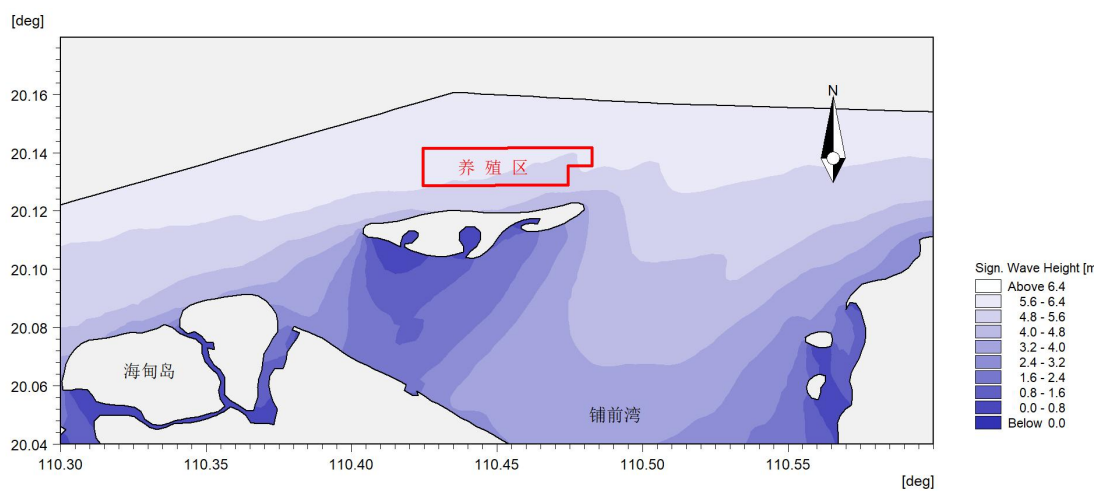 [deg]
20.16
20.14
20.12
20.10
20.08
20.06
20.04
110.30
110.35
110.40
110.45
110.50
110.55
[deg]
养殖区
海甸岛
铺前湾
N
Sign. Wave Height [m
Above 6.4
5.6 - 6.4
4.8 - 5.6
4.0 - 4.8
3.2 - 4.0
2.4 - 3.2
1.6 - 2.4
0.8 - 1.6
0.0 - 0.8
Below 0.0